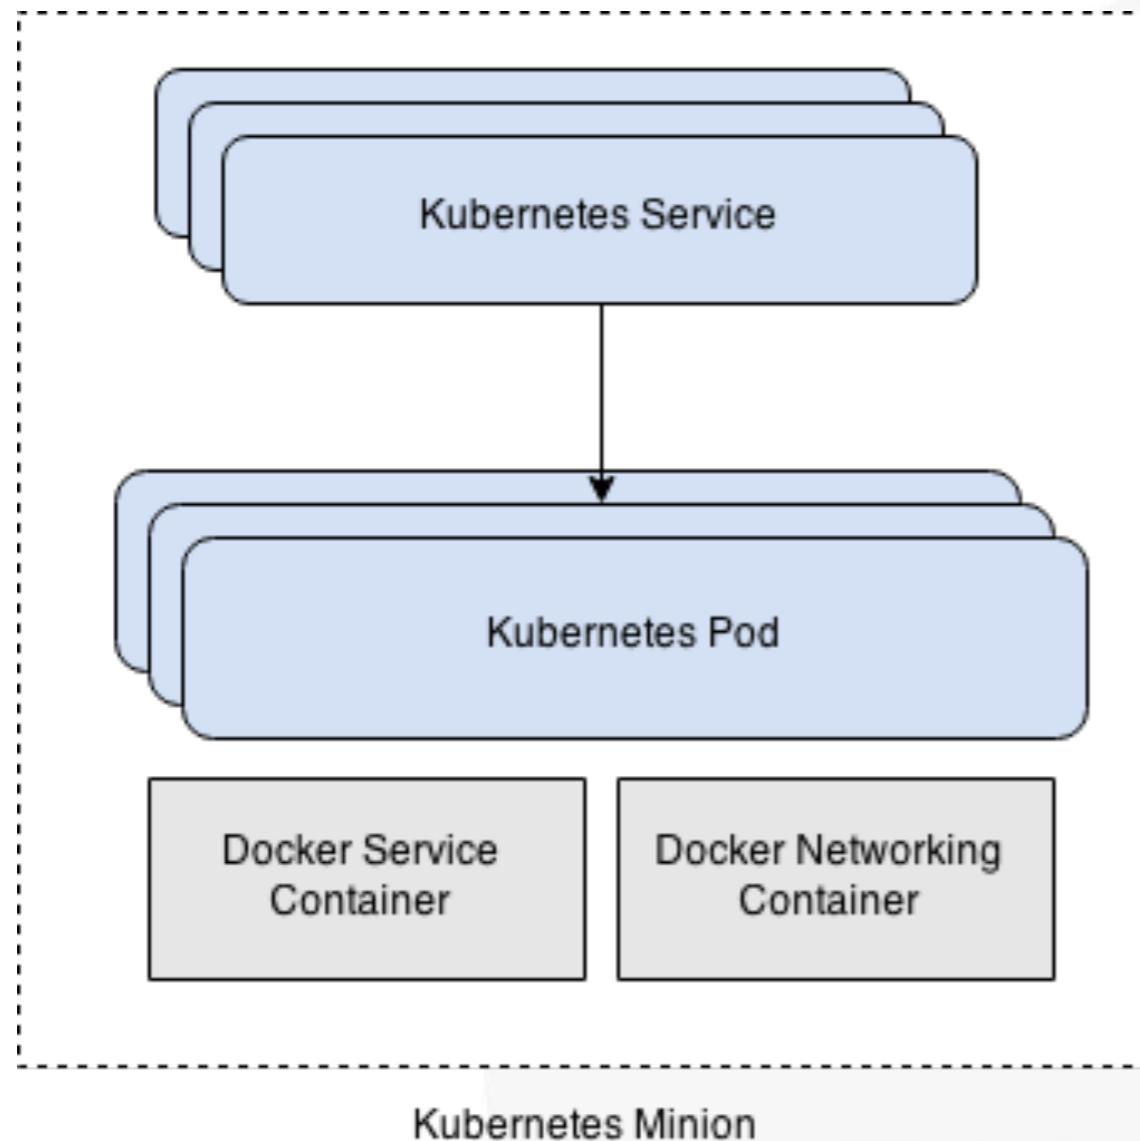 Kubernetes Service
Kubernetes Pod
Docker Service
Container
Docker Networking
Container
Kubernetes Minion